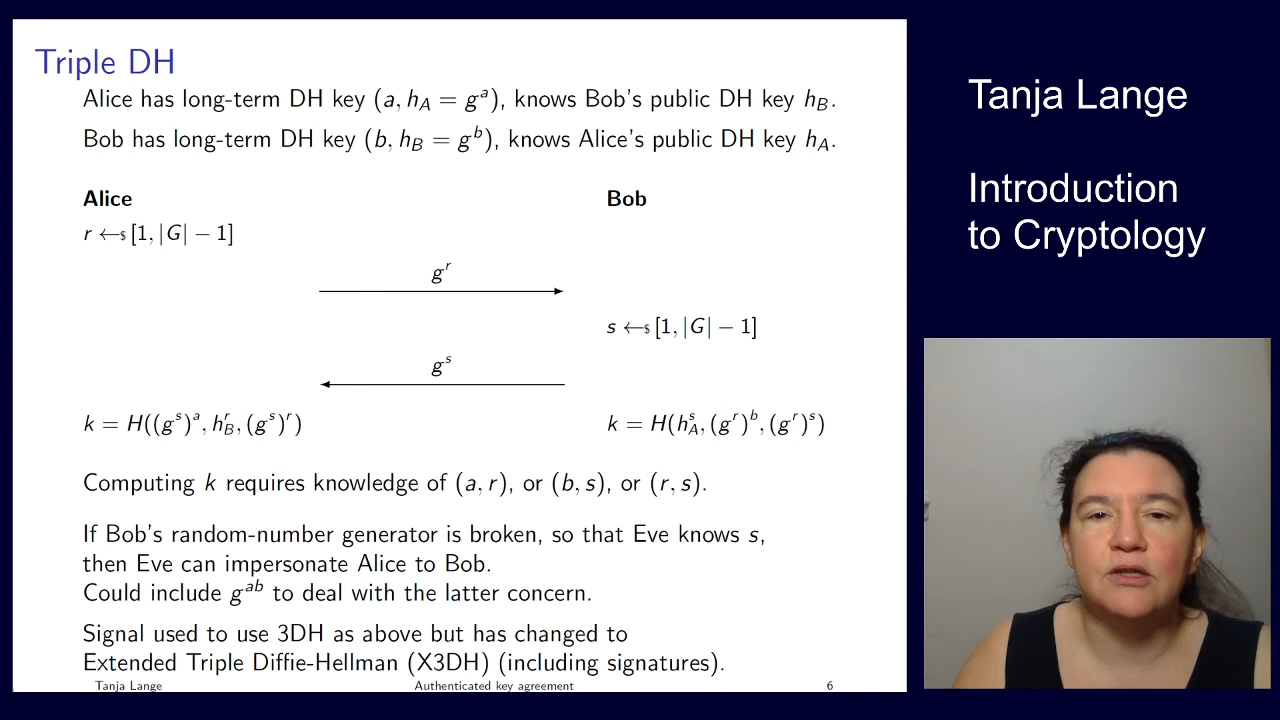 Triple DH
Alice has long-term DH key (a, h_A = g^a), knows Bob's public DH key h_B.
Bob has long-term DH key (b, h_B = g^b), knows Alice's public DH key h_A.
Alice
Bob
r ←$ [1, |G| − 1]
g^r
s ←$ [1, |G| − 1]
g^s
k = H((g^s)^a, h_B^r, (g^s)^r)
k = H(h_A^s, (g^r)^b, (g^r)^s)
Computing k requires knowledge of (a, r), or (b, s), or (r, s).
If Bob's random-number generator is broken, so that Eve knows s,
then Eve can impersonate Alice to Bob.
Could include g^{ab} to deal with the latter concern.
Signal used to use 3DH as above but has changed to
Extended Triple Diffie-Hellman (X3DH) (including signatures).
Tanja Lange
Authenticated key agreement
6
Tanja Lange
Introduction
to Cryptology